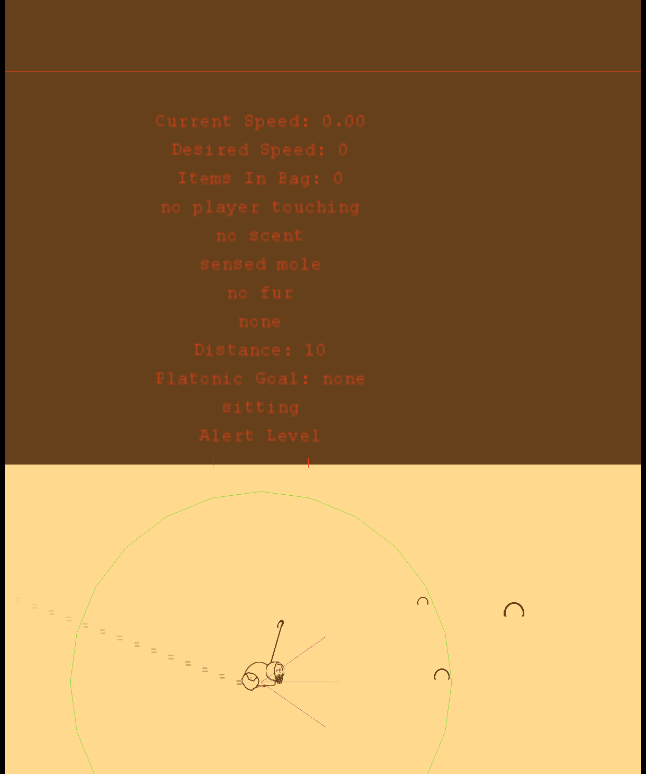 Current Speed: 0.00
Desired Speed: 0
Items In Bag: 0
no player touching
no scent
sensed mole
no fur
none
Distance: 10
Platonic Goal: none
sitting
Alert Level